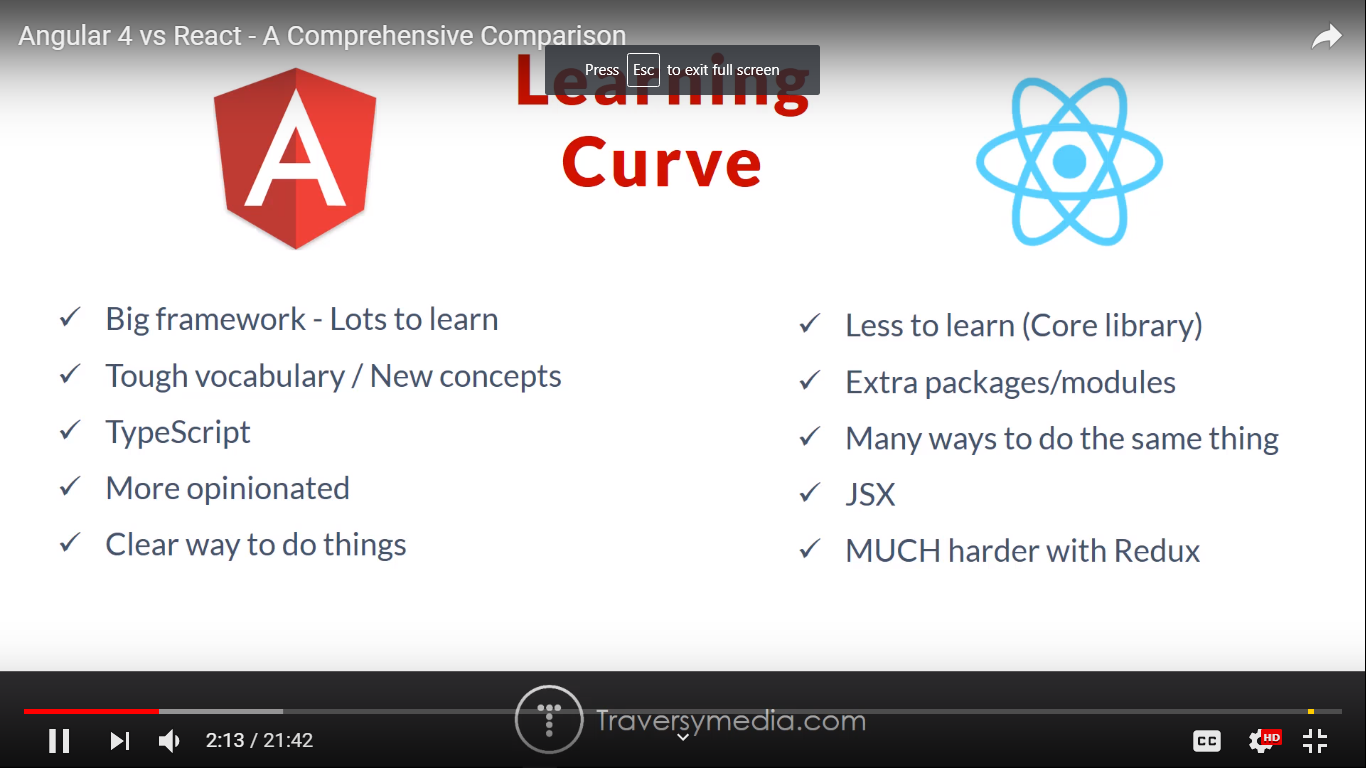 Angular 4 vs React - A Comprehensive Comparison
Press Esc to exit full screen
Learning
Curve
Big framework - Lots to learn
Tough vocabulary / New concepts
TypeScript
More opinionated
Clear way to do things
Less to learn (Core library)
Extra packages/modules
Many ways to do the same thing
JSX
MUCH harder with Redux
Traversymedia.com
2:13 / 21:42
CC
HD